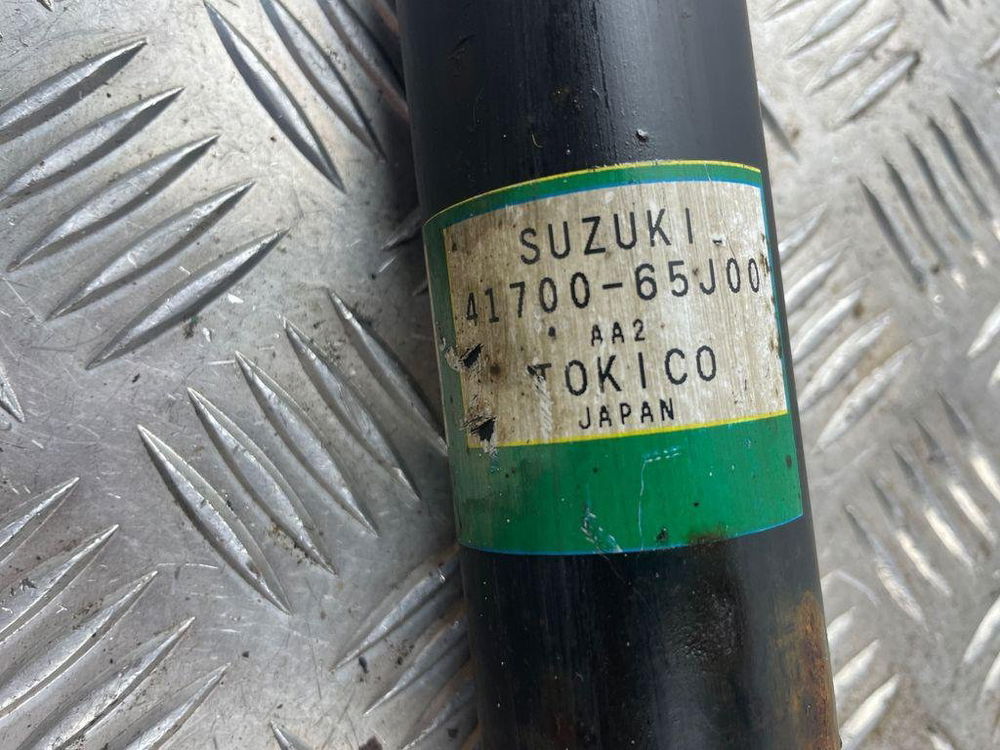 SUZUKI
41700-65J00
AA2
TOKICO
JAPAN